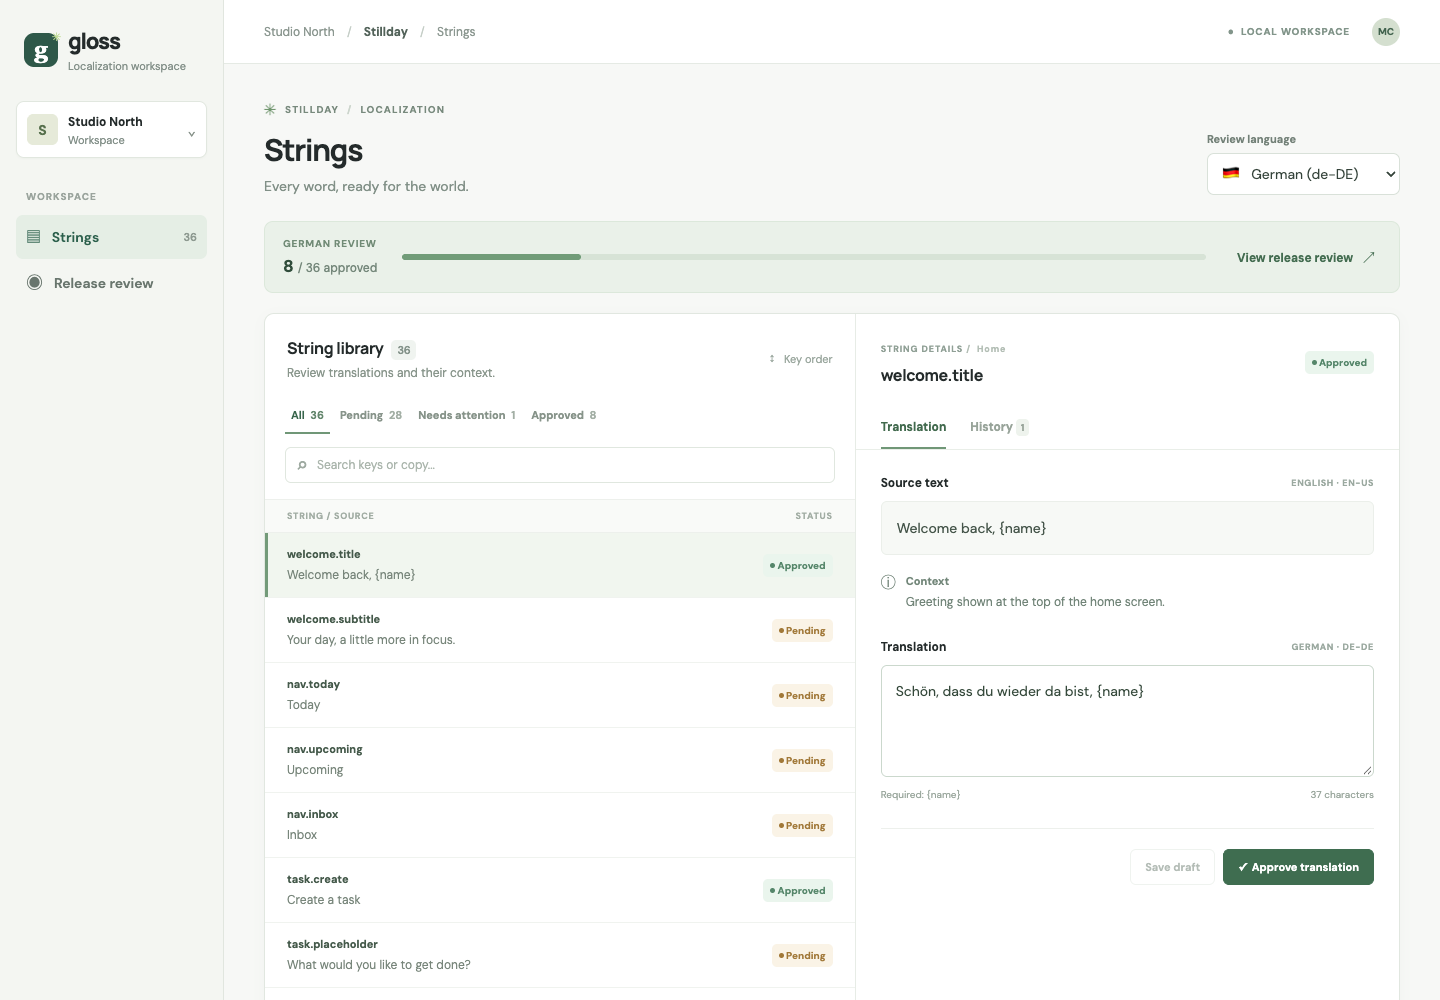 g gloss
Localization workspace
S Studio North
Workspace
WORKSPACE
Strings 36
Release review
Studio North / Stillday / Strings
LOCAL WORKSPACE MC
STILLDAY / LOCALIZATION
Strings
Every word, ready for the world.
Review language
German (de-DE)
GERMAN REVIEW
8 / 36 approved
View release review ↗
String library 36
Review translations and their context.
↕ Key order
All 36 Pending 28 Needs attention 1 Approved 8
Search keys or copy…
STRING / SOURCE STATUS
welcome.title
Welcome back, {name}
Approved
welcome.subtitle
Your day, a little more in focus.
Pending
nav.today
Today
Pending
nav.upcoming
Upcoming
Pending
nav.inbox
Inbox
Pending
task.create
Create a task
Approved
task.placeholder
What would you like to get done?
Pending
STRING DETAILS / Home
welcome.title
Approved
Translation History 1
Source text ENGLISH · EN-US
Welcome back, {name}
Context
Greeting shown at the top of the home screen.
Translation GERMAN · DE-DE
Schön, dass du wieder da bist, {name}
Required: {name} 37 characters
Save draft ✓ Approve translation